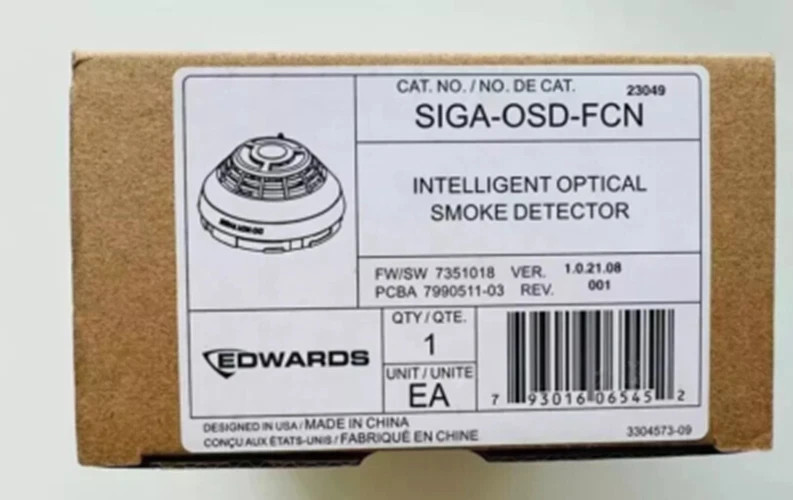 CAT. NO. / NO. DE CAT. 23049
SIGA-OSD-FCN
INTELLIGENT OPTICAL
SMOKE DETECTOR
FW/SW 7351018 VER. 1.0.21.08
PCBA 7990511-03 REV. 001
EDWARDS
QTY / QTE.
1
UNIT / UNITE
EA
7 93016 06545 2
DESIGNED IN USA / MADE IN CHINA
CONÇU AUX ÉTATS-UNIS / FABRIQUÉ EN CHINE
3304573-09